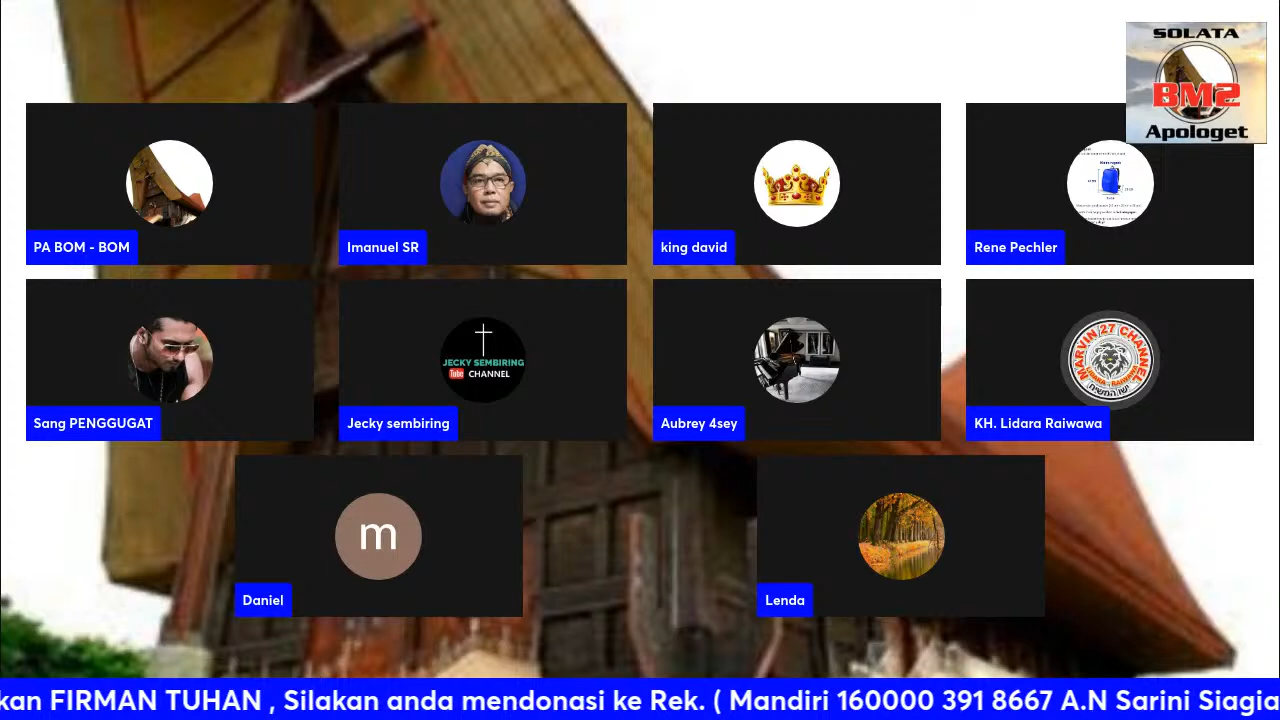 SOLATA
BM2
Apologet
PA BOM - BOM
Imanuel SR
king david
Rene Pechler
JECKY SEMBIRING
Tube CHANNEL
MARVIN 27 CHANNEL
Sang PENGGUGAT
Jecky sembiring
Aubrey 4sey
KH. Lidara Raiwawa
m
Daniel
Lenda
kan FIRMAN TUHAN , Silakan anda mendonasi ke Rek. ( Mandiri 160000 391 8667 A.N Sarini Siagia